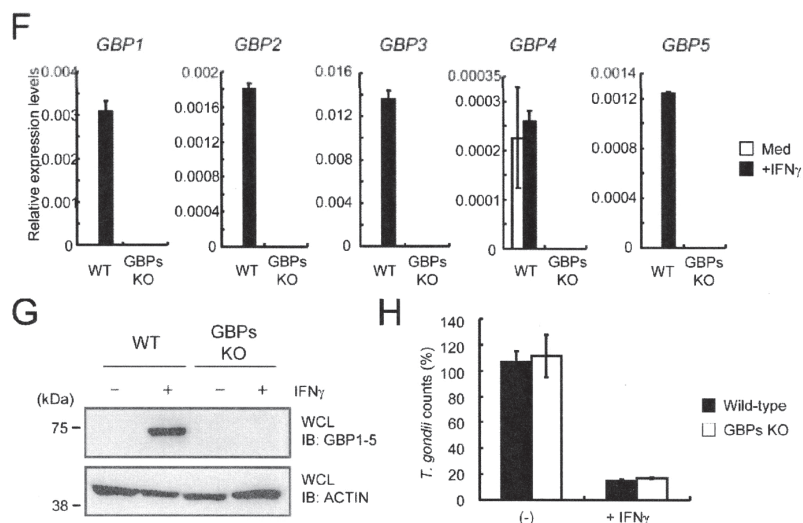 F
GBP1 GBP2 GBP3 GBP4 GBP5
Relative expression levels
0.004
0.003
0.002
0.001
0
WT
GBPs
KO
0.002
0.0016
0.0012
0.0008
0.0004
0
WT
GBPs
KO
0.016
0.012
0.008
0.004
0
WT
GBPs
KO
0.00035
0.0003
0.0002
0.0001
0
WT
GBPs
KO
0.0014
0.0012
0.0008
0.0004
0
WT
GBPs
KO
Med
+IFNγ
G
WT
GBPs
KO
– + – + IFNγ
(kDa)
75
WCL
IB: GBP1-5
38
WCL
IB: ACTIN
H
T. gondii counts (%)
140
120
100
80
60
40
20
0
(-)
+ IFNγ
Wild-type
GBPs KO